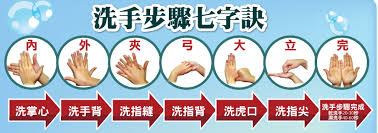 洗手步驟七字訣
內 外 夾 弓 大 立 完
洗掌心 洗手背 洗指縫 洗指背 洗虎口 洗指尖 洗手步驟完成